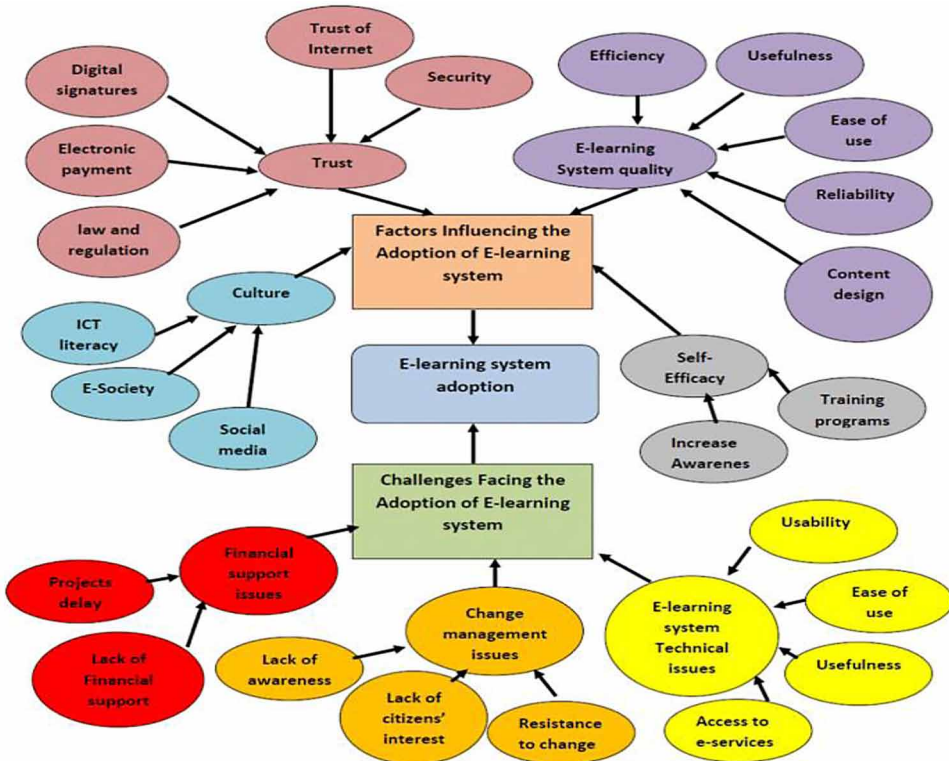 Trust of
Internet
Digital
signatures
Security
Electronic
payment
Trust
law and
regulation
Efficiency
Usefulness
E-learning
System quality
Ease of
use
Reliability
Content
design
Factors Influencing the
Adoption of E-learning
system
Culture
ICT
literacy
E-Society
Social
media
E-learning system
adoption
Self-
Efficacy
Training
programs
Increase
Awarenes
Challenges Facing the
Adoption of E-learning
system
Financial
support
issues
Projects
delay
Lack of
Financial
support
Change
management
issues
Lack of
awareness
Lack of
citizens’
interest
Resistance
to change
E-learning
system
Technical
issues
Usability
Ease of
use
Usefulness
Access to
e-services